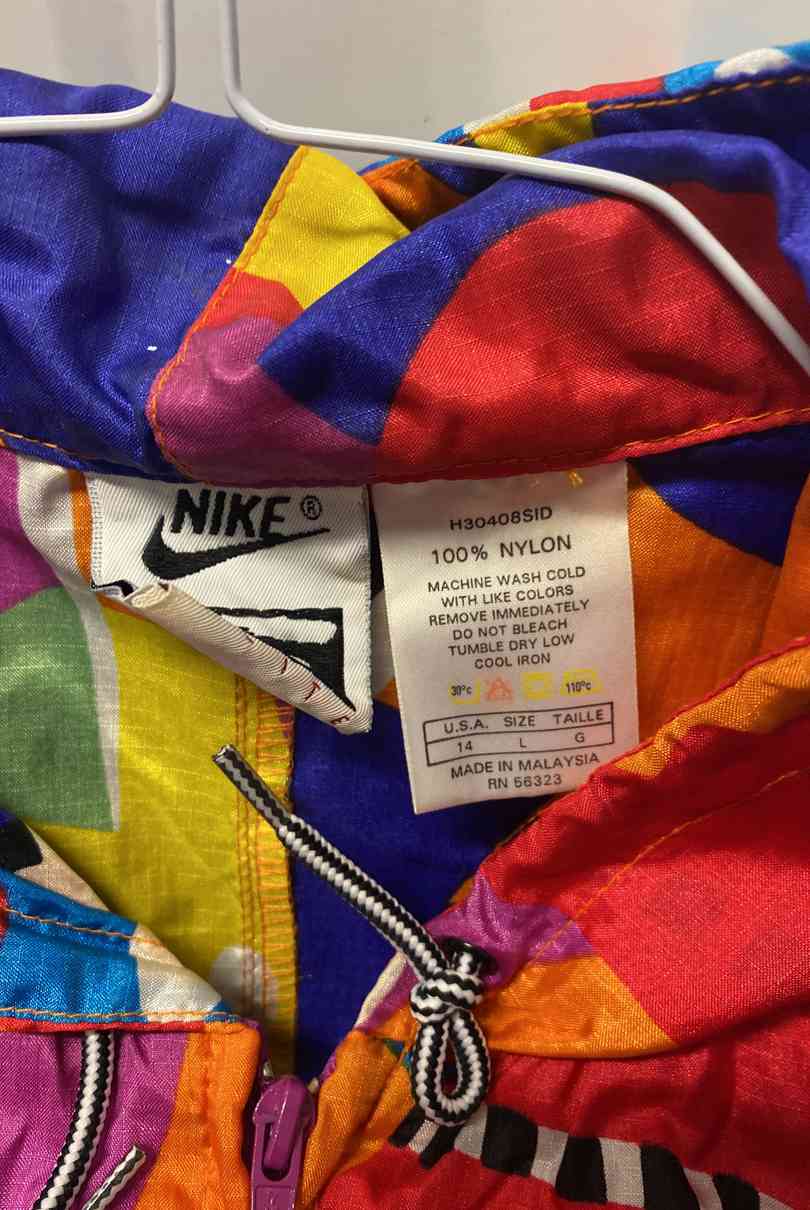 NIKE®
I T E
H30408SID
100% NYLON
MACHINE WASH COLD
WITH LIKE COLORS
REMOVE IMMEDIATELY
DO NOT BLEACH
TUMBLE DRY LOW
COOL IRON
30°c 110°c
U.S.A. SIZE TAILLE
14 L G
MADE IN MALAYSIA
RN 56323